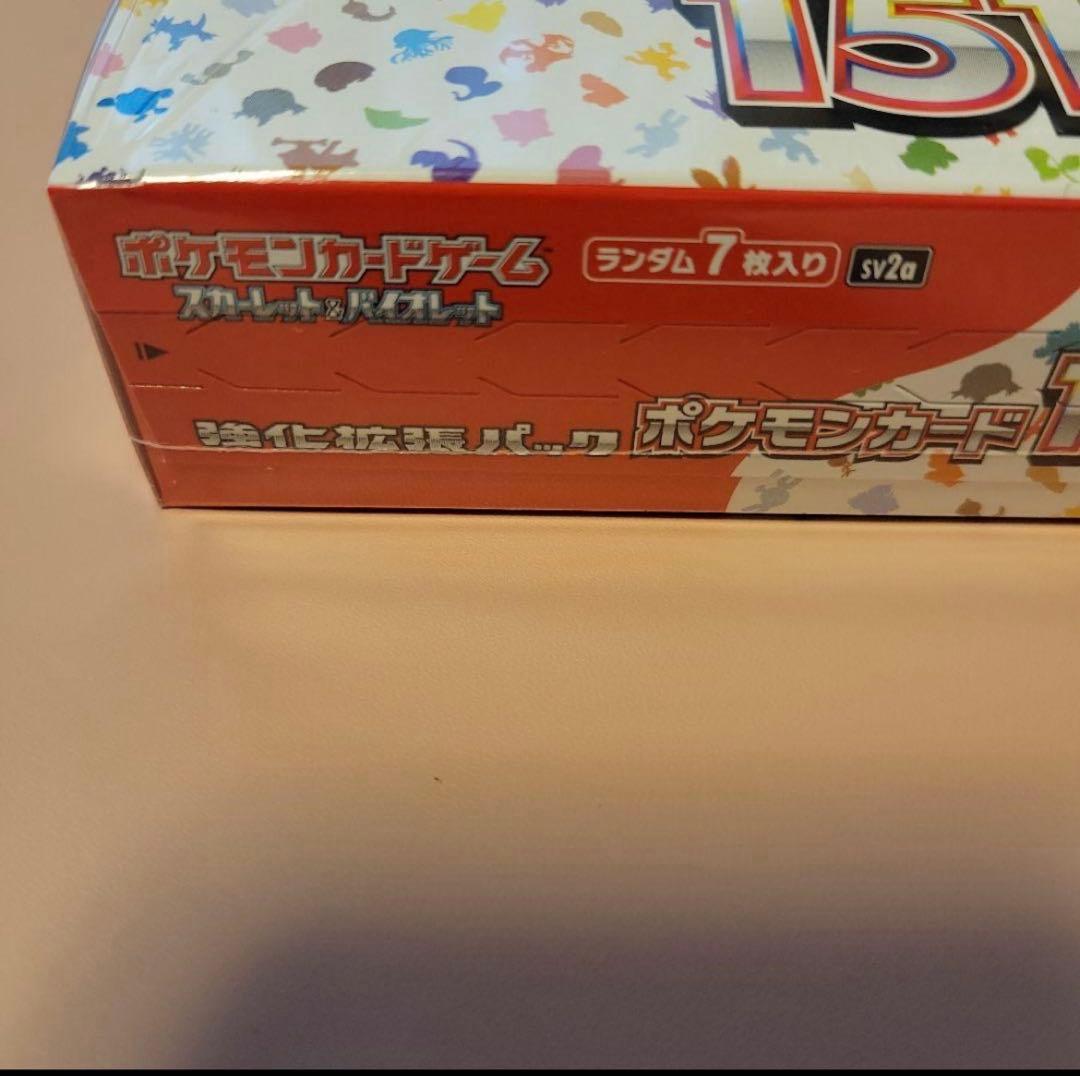 151
ポケモンカードゲーム
スカーレット&バイオレット
ランダム7枚入り
sv2a
強化拡張パック ポケモンカード